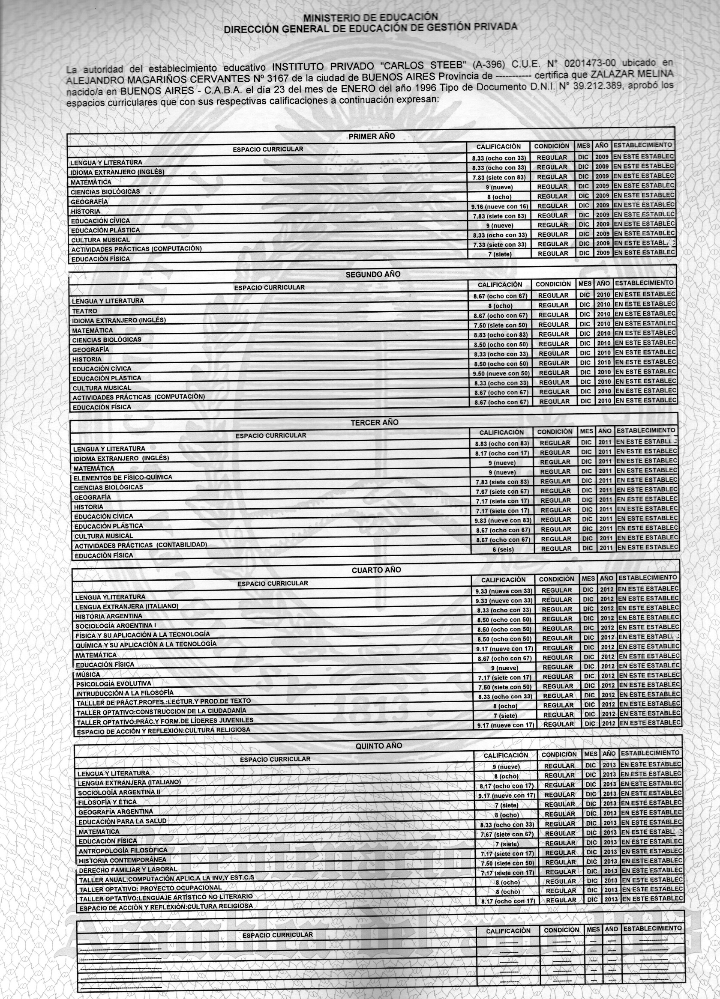 MINISTERIO DE EDUCACIÓN
DIRECCIÓN GENERAL DE EDUCACIÓN DE GESTIÓN PRIVADA
La autoridad del establecimiento educativo INSTITUTO PRIVADO "CARLOS STEEB" (A-396) C.U.E. N° 0201473-00 ubicado en
ALEJANDRO MAGARIÑOS CERVANTES Nº 3167 de la ciudad de BUENOS AIRES Provincia de ----------- certifica que ZALAZAR MELINA
nacido/a en BUENOS AIRES - C.A.B.A. el día 23 del mes de ENERO del año 1996 Tipo de Documento D.N.I. N° 39.212.389, aprobó los
espacios curriculares que con sus respectivas calificaciones a continuación expresan:
PRIMER AÑO
ESPACIO CURRICULAR CALIFICACIÓN CONDICIÓN MES AÑO ESTABLECIMIENTO
LENGUA Y LITERATURA 8.33 (ocho con 33) REGULAR DIC 2009 EN ESTE ESTABLEC
IDIOMA EXTRANJERO (INGLÉS) 8.33 (ocho con 33) REGULAR DIC 2009 EN ESTE ESTABLEC
MATEMÁTICA 7.83 (siete con 83) REGULAR DIC 2009 EN ESTE ESTABLEC
CIENCIAS BIOLÓGICAS 9 (nueve) REGULAR DIC 2009 EN ESTE ESTABLEC
GEOGRAFÍA 8 (ocho) REGULAR DIC 2009 EN ESTE ESTABLEC
HISTORIA 9.16 (nueve con 16) REGULAR DIC 2009 EN ESTE ESTABLEC
EDUCACIÓN CÍVICA 7.83 (siete con 83) REGULAR DIC 2009 EN ESTE ESTABLEC
EDUCACIÓN PLÁSTICA 9 (nueve) REGULAR DIC 2009 EN ESTE ESTABLEC
CULTURA MUSICAL 8.33 (ocho con 33) REGULAR DIC 2009 EN ESTE ESTABLEC
ACTIVIDADES PRÁCTICAS (COMPUTACIÓN) 7.33 (siete con 33) REGULAR DIC 2009 EN ESTE ESTABL
EDUCACIÓN FÍSICA 7 (siete) REGULAR DIC 2009 EN ESTE ESTABLEC
SEGUNDO AÑO
ESPACIO CURRICULAR CALIFICACIÓN CONDICIÓN MES AÑO ESTABLECIMIENTO
LENGUA Y LITERATURA 8.67 (ocho con 67) REGULAR DIC 2010 EN ESTE ESTABLEC
TEATRO 8 (ocho) REGULAR DIC 2010 EN ESTE ESTABLEC
IDIOMA EXTRANJERO (INGLÉS) 8.67 (ocho con 67) REGULAR DIC 2010 EN ESTE ESTABLEC
MATEMÁTICA 7.50 (siete con 50) REGULAR DIC 2010 EN ESTE ESTABLEC
CIENCIAS BIOLÓGICAS 8.83 (ocho con 83) REGULAR DIC 2010 EN ESTE ESTABLEC
GEOGRAFÍA 8.50 (ocho con 50) REGULAR DIC 2010 EN ESTE ESTABLEC
HISTORIA 8.33 (ocho con 33) REGULAR DIC 2010 EN ESTE ESTABLEC
EDUCACIÓN CÍVICA 8.50 (ocho con 50) REGULAR DIC 2010 EN ESTE ESTABLEC
EDUCACIÓN PLÁSTICA 9.50 (nueve con 50) REGULAR DIC 2010 EN ESTE ESTABLEC
CULTURA MUSICAL 8.33 (ocho con 33) REGULAR DIC 2010 EN ESTE ESTABLEC
ACTIVIDADES PRÁCTICAS (COMPUTACIÓN) 8.67 (ocho con 67) REGULAR DIC 2010 EN ESTE ESTABLEC
EDUCACIÓN FÍSICA 8.67 (ocho con 67) REGULAR DIC 2010 EN ESTE ESTABLEC
TERCER AÑO
ESPACIO CURRICULAR CALIFICACIÓN CONDICIÓN MES AÑO ESTABLECIMIENTO
LENGUA Y LITERATURA 8.83 (ocho con 83) REGULAR DIC 2011 EN ESTE ESTABLEC
IDIOMA EXTRANJERO (INGLÉS) 8.17 (ocho con 17) REGULAR DIC 2011 EN ESTE ESTABLEC
MATEMÁTICA 9 (nueve) REGULAR DIC 2011 EN ESTE ESTABLEC
ELEMENTOS DE FÍSICO-QUÍMICA 9 (nueve) REGULAR DIC 2011 EN ESTE ESTABLEC
CIENCIAS BIOLÓGICAS 7.83 (siete con 83) REGULAR DIC 2011 EN ESTE ESTABLEC
GEOGRAFÍA 7.67 (siete con 67) REGULAR DIC 2011 EN ESTE ESTABLEC
HISTORIA 7.17 (siete con 17) REGULAR DIC 2011 EN ESTE ESTABLEC
EDUCACIÓN CÍVICA 7.17 (siete con 17) REGULAR DIC 2011 EN ESTE ESTABLEC
EDUCACIÓN PLÁSTICA 9.83 (nueve con 83) REGULAR DIC 2011 EN ESTE ESTABLEC
CULTURA MUSICAL 8.67 (ocho con 67) REGULAR DIC 2011 EN ESTE ESTABLEC
ACTIVIDADES PRÁCTICAS (CONTABILIDAD) 8.67 (ocho con 67) REGULAR DIC 2011 EN ESTE ESTABLEC
EDUCACIÓN FÍSICA 6 (seis) REGULAR DIC 2011 EN ESTE ESTABLEC
CUARTO AÑO
ESPACIO CURRICULAR CALIFICACIÓN CONDICIÓN MES AÑO ESTABLECIMIENTO
LENGUA YLITERATURA 9.33 (nueve con 33) REGULAR DIC 2012 EN ESTE ESTABLEC
LENGUA EXTRANJERA (ITALIANO) 9.33 (nueve con 33) REGULAR DIC 2012 EN ESTE ESTABLEC
HISTORIA ARGENTINA 8.33 (ocho con 33) REGULAR DIC 2012 EN ESTE ESTABLEC
SOCIOLOGÍA ARGENTINA I 8.50 (ocho con 50) REGULAR DIC 2012 EN ESTE ESTABLEC
FÍSICA Y SU APLICACIÓN A LA TECNOLOGÍA 8.50 (ocho con 50) REGULAR DIC 2012 EN ESTE ESTABLEC
QUÍMICA Y SU APLICACIÓN A LA TECNOLOGÍA 8.50 (ocho con 50) REGULAR DIC 2012 EN ESTE ESTABL
MATEMÁTICA 9.17 (nueve con 17) REGULAR DIC 2012 EN ESTE ESTABLEC
EDUCACIÓN FÍSICA 8.67 (ocho con 67) REGULAR DIC 2012 EN ESTE ESTABLEC
MÚSICA 9 (nueve) REGULAR DIC 2012 EN ESTE ESTABLEC
PSICOLOGÍA EVOLUTIVA 7.17 (siete con 17) REGULAR DIC 2012 EN ESTE ESTABLEC
INTRUDUCCIÓN A LA FILOSOFÍA 7.50 (siete con 50) REGULAR DIC 2012 EN ESTE ESTABLEC
TALLLER DE PRÁCT.PROFES.:LECTUR.Y PROD.DE TEXTO 8.33 (ocho con 33) REGULAR DIC 2012 EN ESTE ESTABLEC
TALLER OPTATIVO:CONSTRUCCION DE LA CIUDADANÍA 8 (ocho) REGULAR DIC 2012 EN ESTE ESTABLEC
TALLER OPTATIVO:PRÁC.Y FORM.DE LÍDERES JUVENILES 7 (siete) REGULAR DIC 2012 EN ESTE ESTABLEC
ESPACIO DE ACCIÓN Y REFLEXION:CULTURA RELIGIOSA 9.17 (nueve con 17) REGULAR DIC 2012 EN ESTE ESTABLEC
QUINTO AÑO
ESPACIO CURRICULAR CALIFICACIÓN CONDICIÓN MES AÑO ESTABLECIMIENTO
LENGUA Y LITERATURA 9 (nueve) REGULAR DIC 2013 EN ESTE ESTABLEC
LENGUA EXTRANJERA (ITALIANO) 8 (ocho) REGULAR DIC 2013 EN ESTE ESTABLEC
SOCIOLOGÍA ARGENTINA II 8.17 (ocho con 17) REGULAR DIC 2013 EN ESTE ESTABLEC
FILOSOFÍA Y ÉTICA 9.17 (nueve con 17) REGULAR DIC 2013 EN ESTE ESTABLEC
GEOGRAFÍA ARGENTINA 7 (siete) REGULAR DIC 2013 EN ESTE ESTABLEC
EDUCACIÓN PARA LA SALUD 8 (ocho) REGULAR DIC 2013 EN ESTE ESTABLEC
MATEMATICA 8.33 (ocho con 33) REGULAR DIC 2013 EN ESTE ESTABLEC
EDUCACIÓN FÍSICA 7.67 (siete con 67) REGULAR DIC 2013 EN ESTE ESTABL
ANTROPOLOGÍA FILOSÓFICA 7 (siete) REGULAR DIC 2013 EN ESTE ESTABLEC
HISTORIA CONTEMPORÁNEA 7.17 (siete con 17) REGULAR DIC 2013 EN ESTE ESTABLEC
DERECHO FAMILIAR Y LABORAL 7.50 (siete con 50) REGULAR DIC 2013 EN ESTE ESTABLEC
TALLER ANUAL:COMPUTACIÓN APLIC.A LA INV.Y EST.C.S 7.17 (siete con 17) REGULAR DIC 2013 EN ESTE ESTABLEC
TALLER OPTATIVO: PROYECTO OCUPACIONAL 8 (ocho) REGULAR DIC 2013 EN ESTE ESTABLEC
TALLER OPTATIVO:LENGUAJE ARTÍSTICO NO LITERARIO 8 (ocho) REGULAR DIC 2013 EN ESTE ESTABLEC
ESPACIO DE ACCIÓN Y REFLEXIÓN:CULTURA RELIGIOSA 8.17 (ocho con 17) REGULAR DIC 2013 EN ESTE ESTABLEC
ESPACIO CURRICULAR CALIFICACIÓN CONDICIÓN MES AÑO ESTABLECIMIENTO
1813
Bicentenario